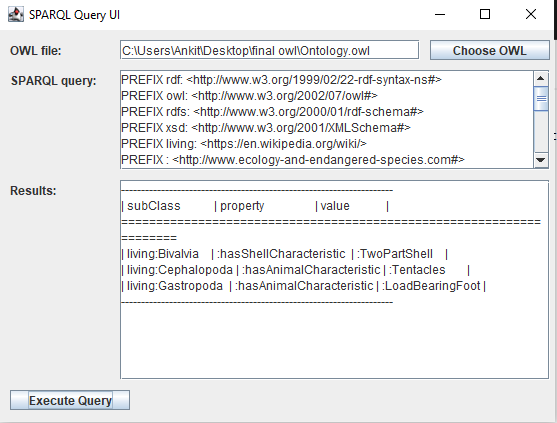 SPARQL Query UI
OWL file:
C:\Users\Ankit\Desktop\final owl\Ontology.owl
Choose OWL
SPARQL query:
PREFIX rdf: <http://www.w3.org/1999/02/22-rdf-syntax-ns#>
PREFIX owl: <http://www.w3.org/2002/07/owl#>
PREFIX rdfs: <http://www.w3.org/2000/01/rdf-schema#>
PREFIX xsd: <http://www.w3.org/2001/XMLSchema#>
PREFIX living: <https://en.wikipedia.org/wiki/>
PREFIX : <http://www.ecology-and-endangered-species.com#>
Results:
| subClass | property | value |
| living:Bivalvia | :hasShellCharacteristic | :TwoPartShell |
| living:Cephalopoda | :hasAnimalCharacteristic | :Tentacles |
| living:Gastropoda | :hasAnimalCharacteristic | :LoadBearingFoot |
Execute Query